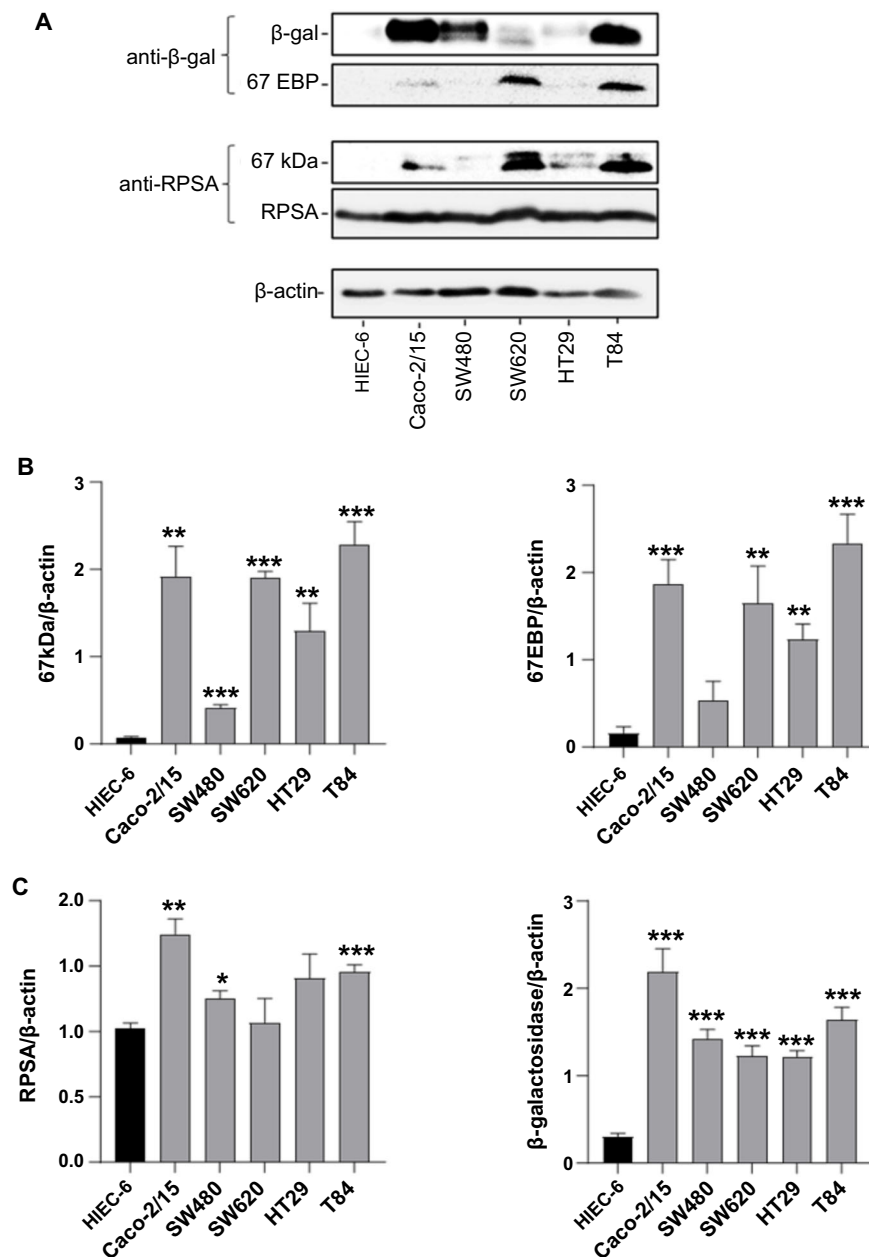 A
anti-β-gal
β-gal
67 EBP
anti-RPSA
67 kDa
RPSA
β-actin
HIEC-6
Caco-2/15
SW480
SW620
HT29
T84
B
67kDa/β-actin
3
2
1
0
**
***
***
**
***
HIEC-6
Caco-2/15
SW480
SW620
HT29
T84
67EBP/β-actin
3
2
1
0
***
**
**
***
HIEC-6
Caco-2/15
SW480
SW620
HT29
T84
C
RPSA/β-actin
2.0
1.0
1.0
0.5
0.0
**
*
***
HIEC-6
Caco-2/15
SW480
SW620
HT29
T84
β-galactosidase/β-actin
3
2
1
0
***
***
***
***
***
HIEC-6
Caco-2/15
SW480
SW620
HT29
T84